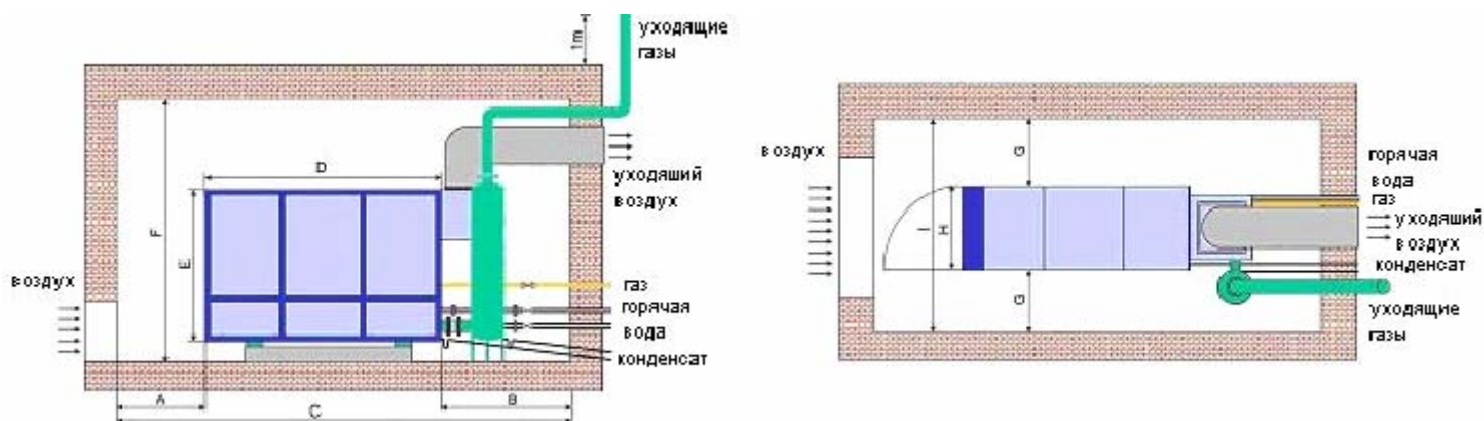 1m
уходящие
газы
D
уходяший
воздух
F
E
воздух
газ
горячая
вода
конденсат
A
B
C
воздух
G
горячая
вода
газ
I
H
уходяший
воздух
конденсат
G
уходящие
газы